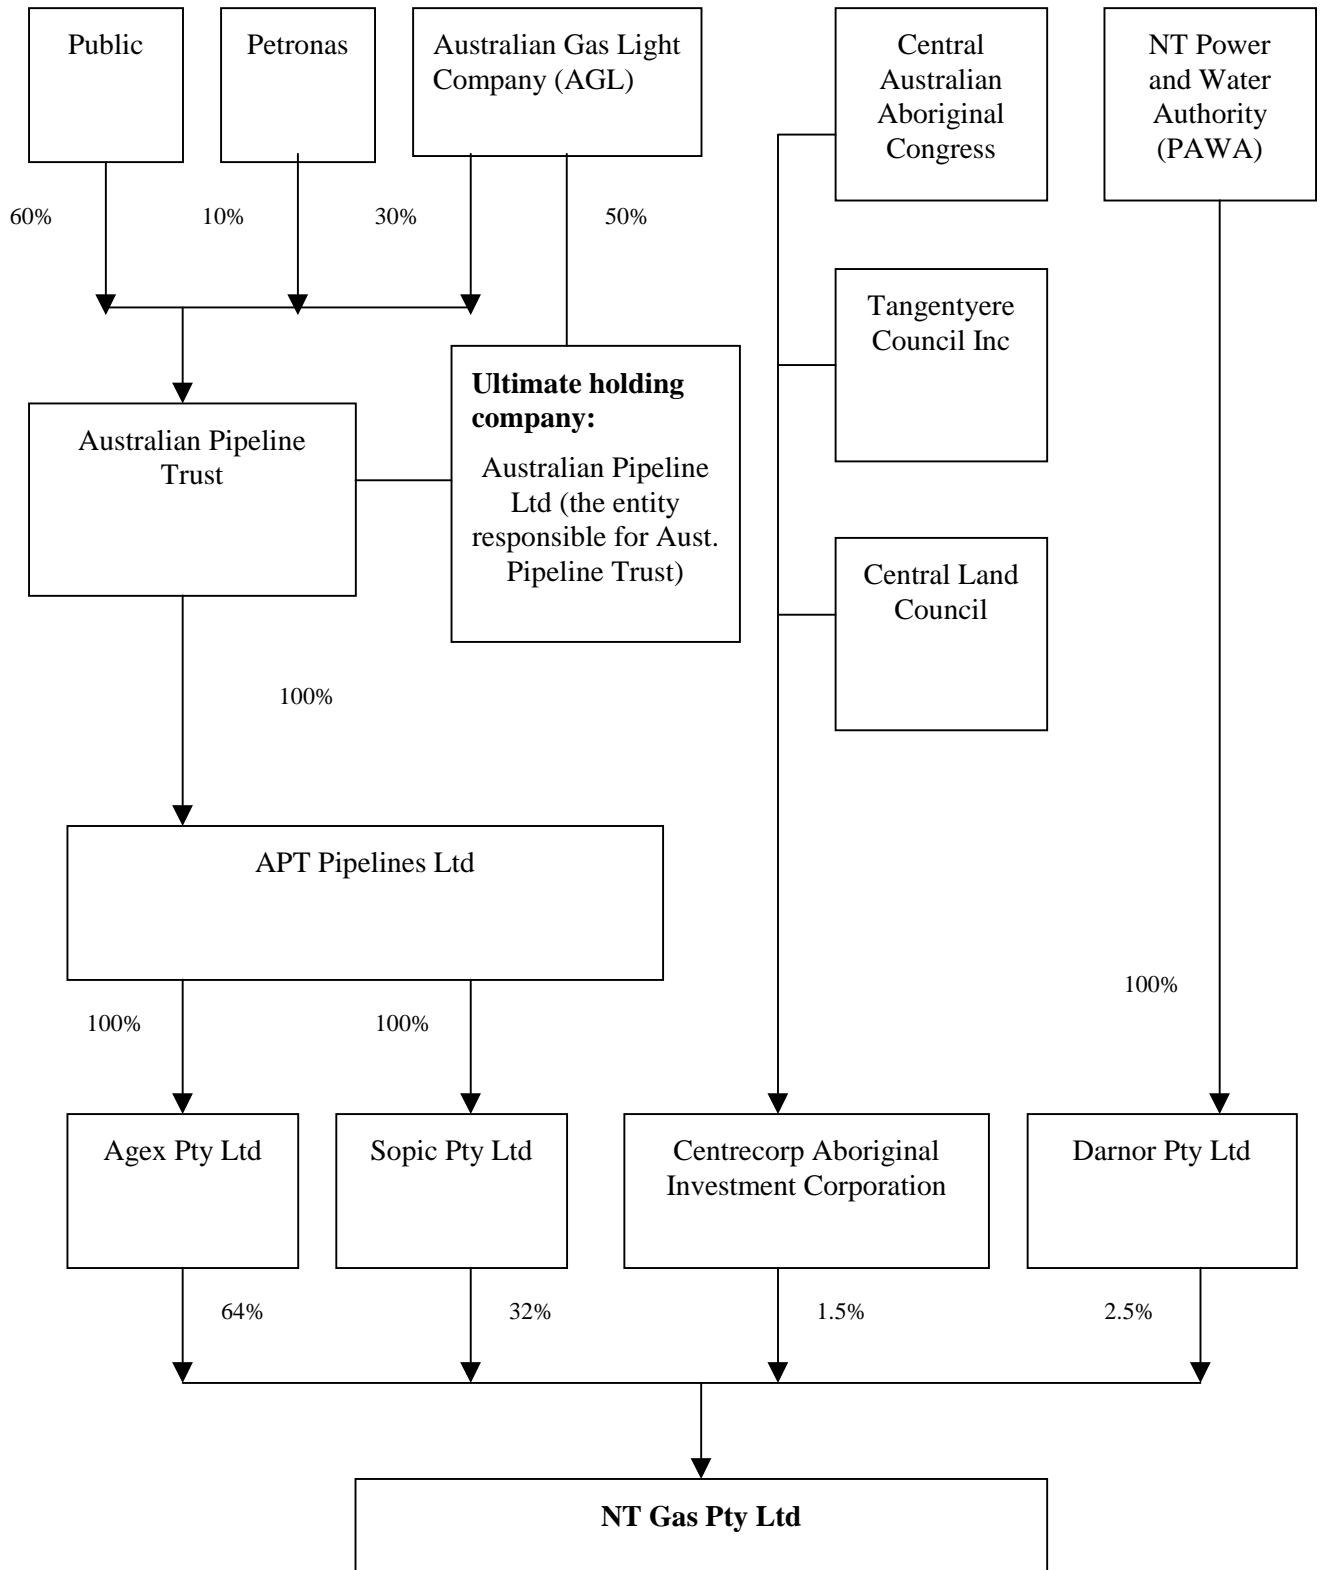 Public
Petronas
Australian Gas Light
Company (AGL)
Central
Australian
Aboriginal
Congress
NT Power
and Water
Authority
(PAWA)
60%
10%
30%
50%
Tangentyere
Council Inc
Ultimate holding
company:
Australian Pipeline
Ltd (the entity
responsible for Aust.
Pipeline Trust)
Australian Pipeline
Trust
Central Land
Council
100%
APT Pipelines Ltd
100%
100%
100%
Agex Pty Ltd
Sopic Pty Ltd
Centrecorp Aboriginal
Investment Corporation
Darnor Pty Ltd
64%
32%
1.5%
2.5%
NT Gas Pty Ltd